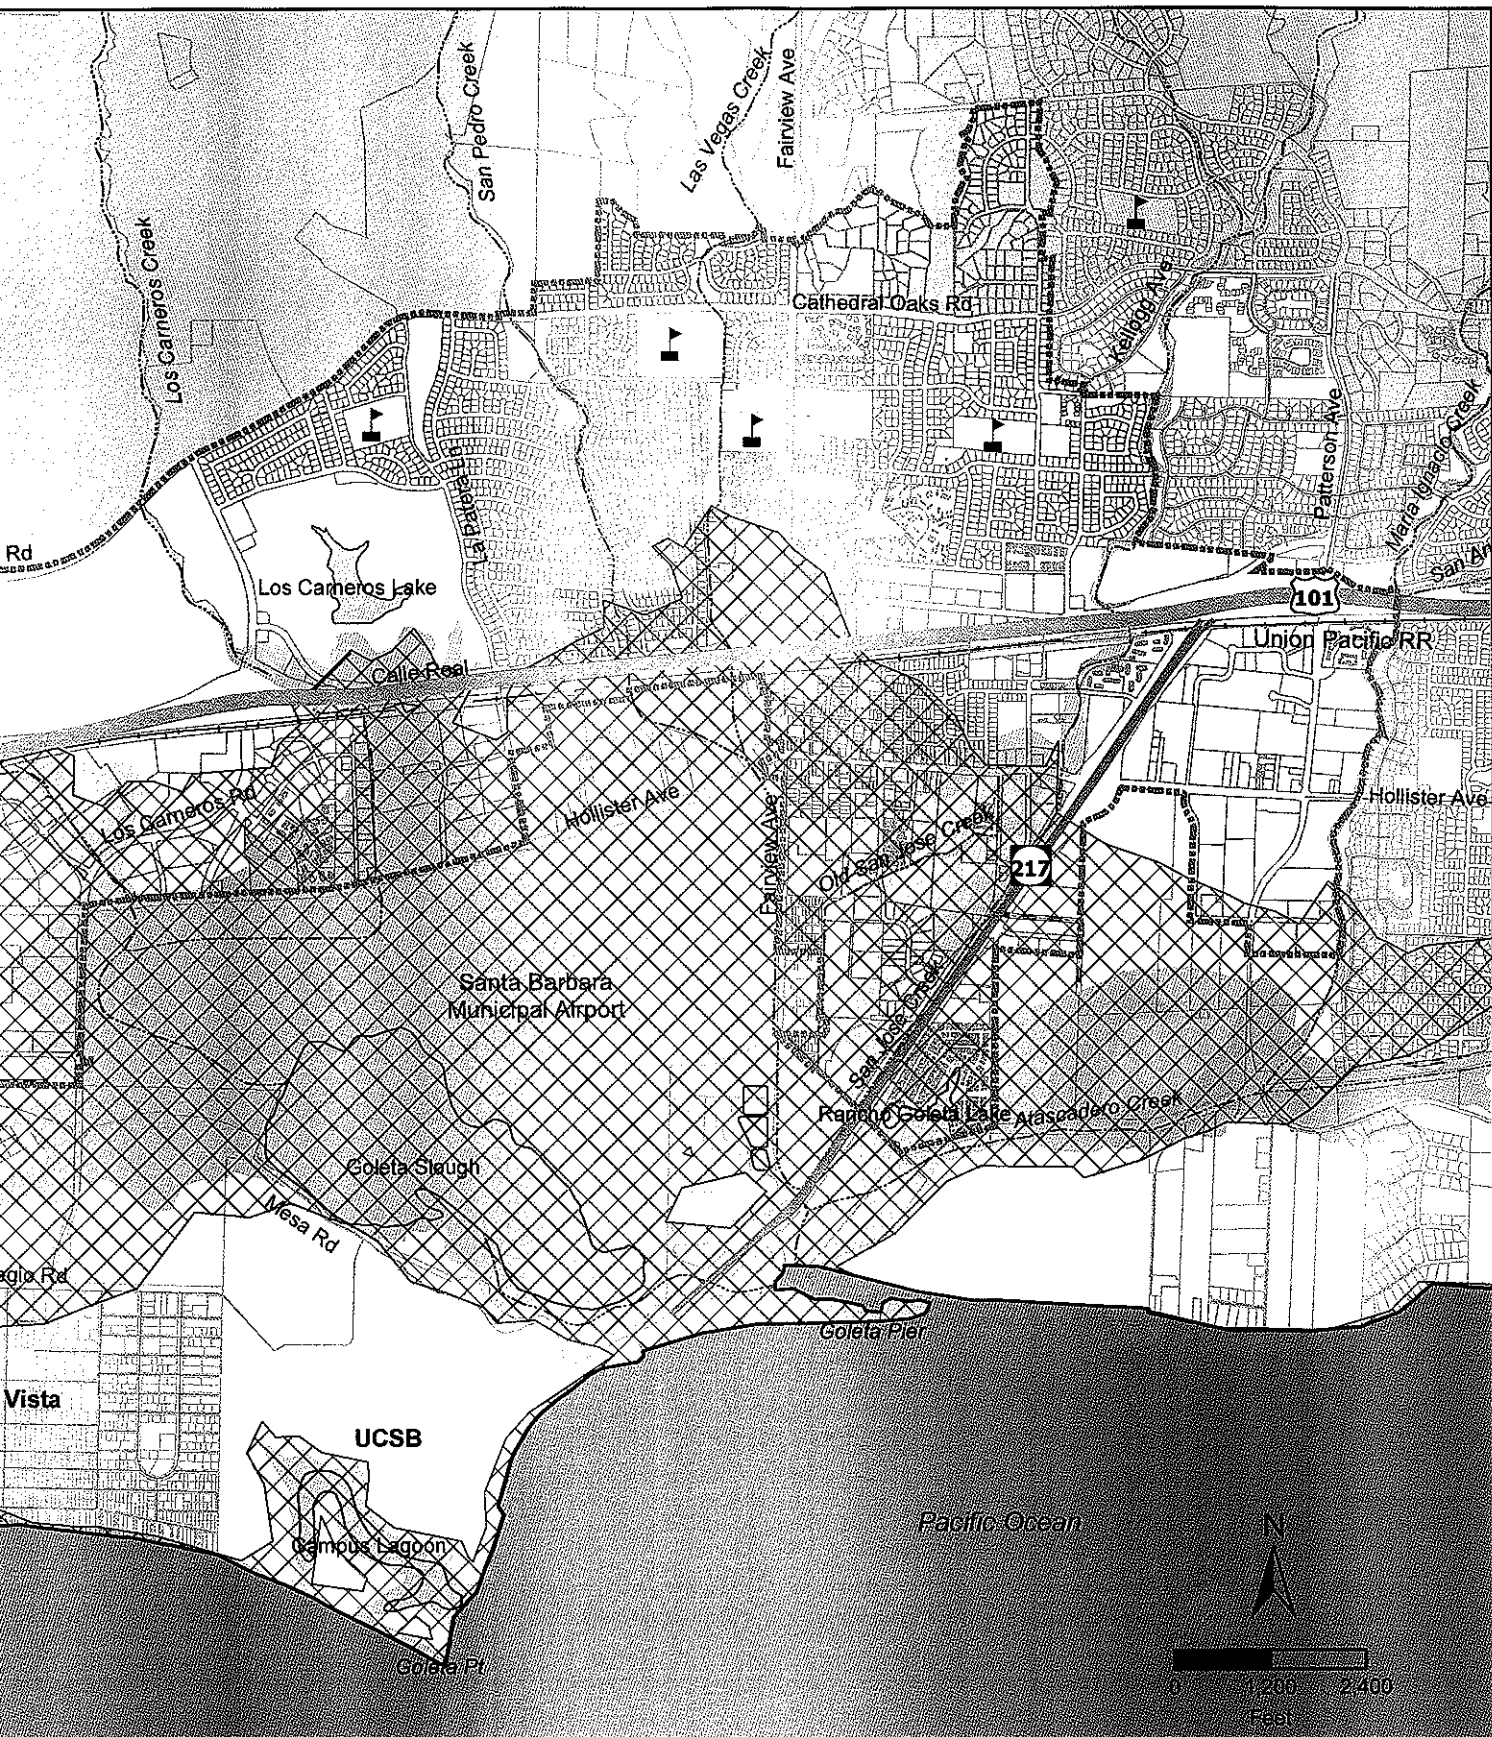 Los Carneros Creek
San Pedro Creek
Las Vegas Creek
Fairview Ave
Cathedral Oaks Rd
Kellogg Ave
Patterson Ave
Maria Ignacio Creek
La Patera Ln
Rd
Los Carneros Lake
San An
101
Union Pacific RR
Calle Real
Los Carneros Rd
Hollister Ave
Hollister Ave
Fairview Ave
Old San Jose Creek
217
Santa Barbara
Municipal Airport
San Jose Creek
Rancho Goleta Lake
Atascadero Creek
Goleta Slough
Mesa Rd
Goleta Pier
Vista
UCSB
Campus Lagoon
Pacific Ocean
N
Goleta Pt
0 1,200 2,400
Feet